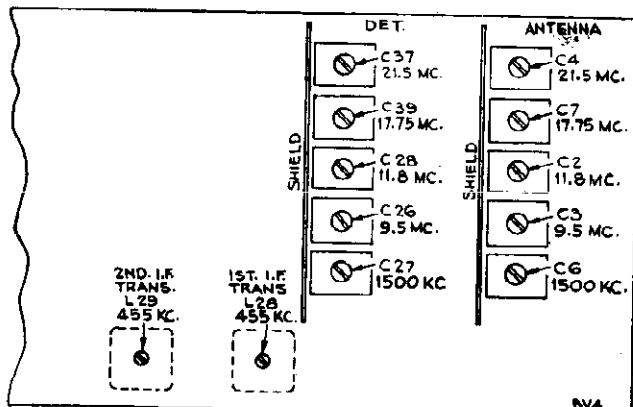 DET.
C37
21.5 MC.
C39
17.75 MC.
C28
11.8 MC.
C26
9.5 MC.
C27
1500 KC
SHIELD
ANTENNA
C4
21.5 MC.
C7
17.75 MC.
C2
11.8 MC.
C3
9.5 MC.
C6
1500 KC.
SHIELD
2ND. I.F.
TRANS.
L29
455 KC.
1ST. I.F.
TRANS
L28
455 KC.